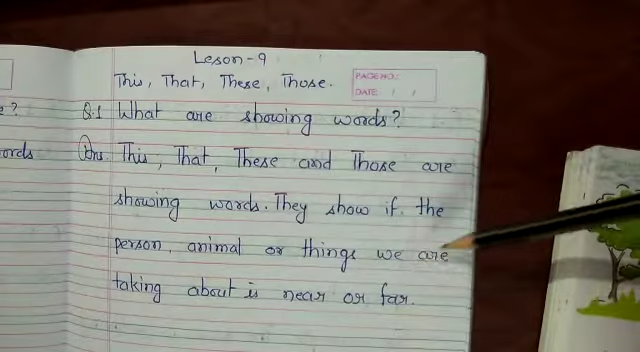 Leson-9
This, That, These, Those.
PAGE NO.:
DATE / /
e?
Q.1 What are showing words?
ords
Ans. This, That, These and Those are
showing words. They show if. the
person, animal or things we are
taking about is near or far.